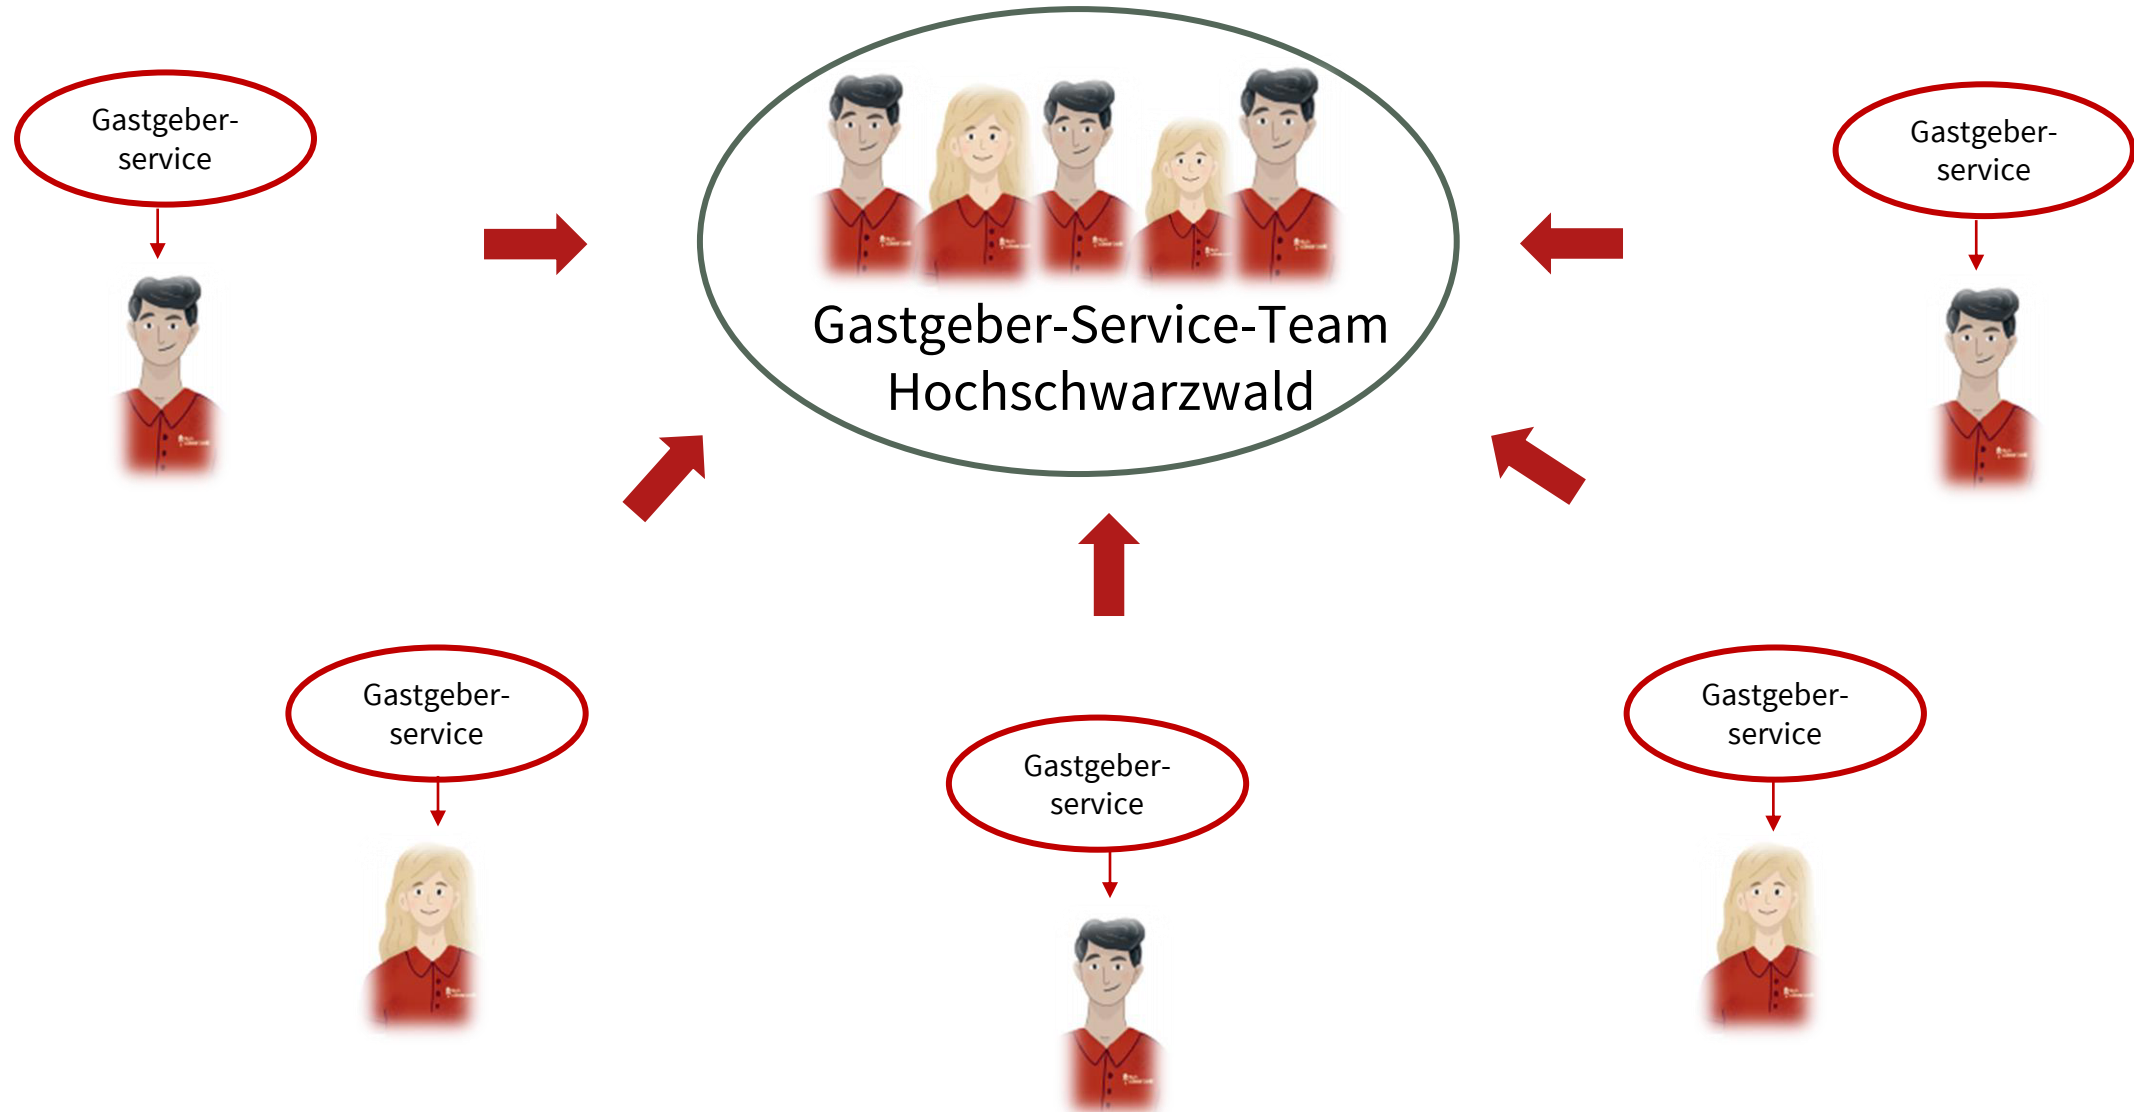 Gastgeber-
service
Gastgeber-Service-Team
Hochschwarzwald
Gastgeber-
service
Gastgeber-
service
Gastgeber-
service
Gastgeber-
service